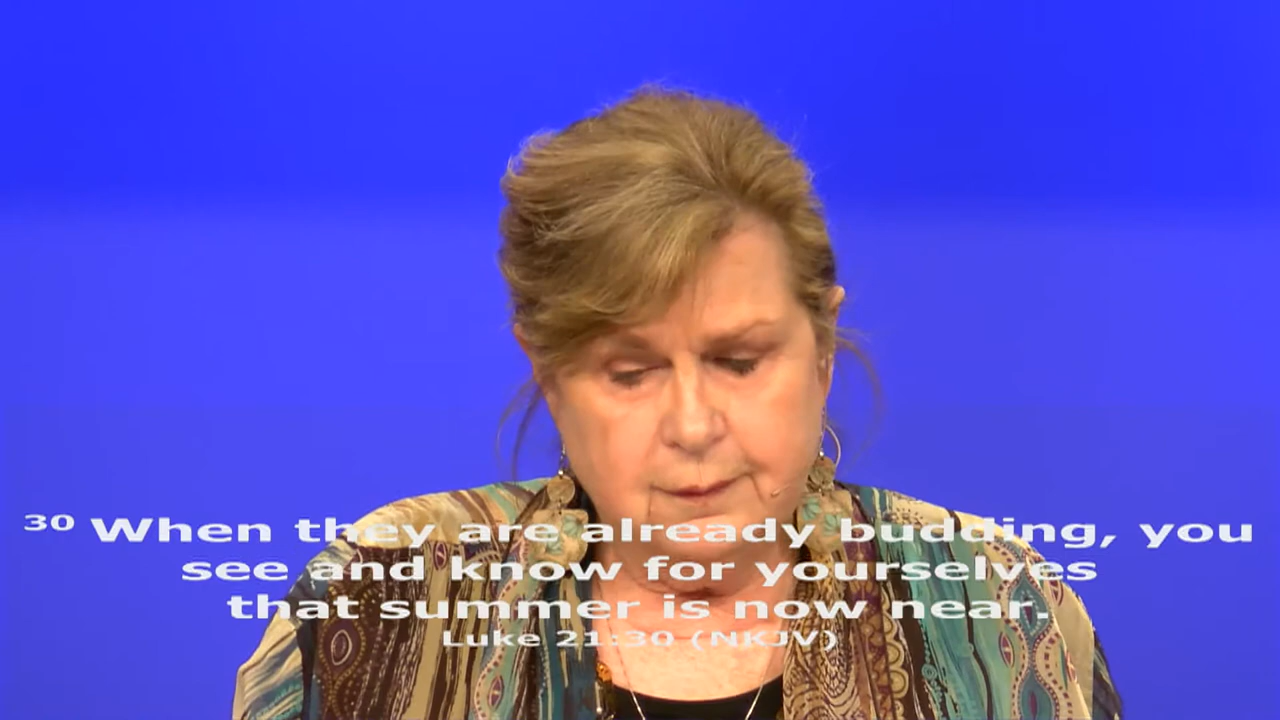 30 When they are already budding, you
see and know for yourselves
that summer is now near.
Luke 21:30 (NKJV)